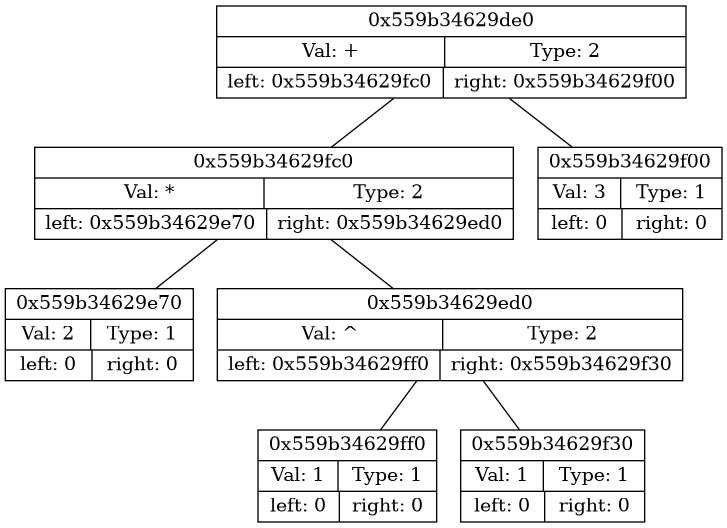 0x559b34629de0
Val: + Type: 2
left: 0x559b34629fc0 right: 0x559b34629f00
0x559b34629fc0
Val: * Type: 2
left: 0x559b34629e70 right: 0x559b34629ed0
0x559b34629f00
Val: 3 Type: 1
left: 0 right: 0
0x559b34629e70
Val: 2 Type: 1
left: 0 right: 0
0x559b34629ed0
Val: ^ Type: 2
left: 0x559b34629ff0 right: 0x559b34629f30
0x559b34629ff0
Val: 1 Type: 1
left: 0 right: 0
0x559b34629f30
Val: 1 Type: 1
left: 0 right: 0